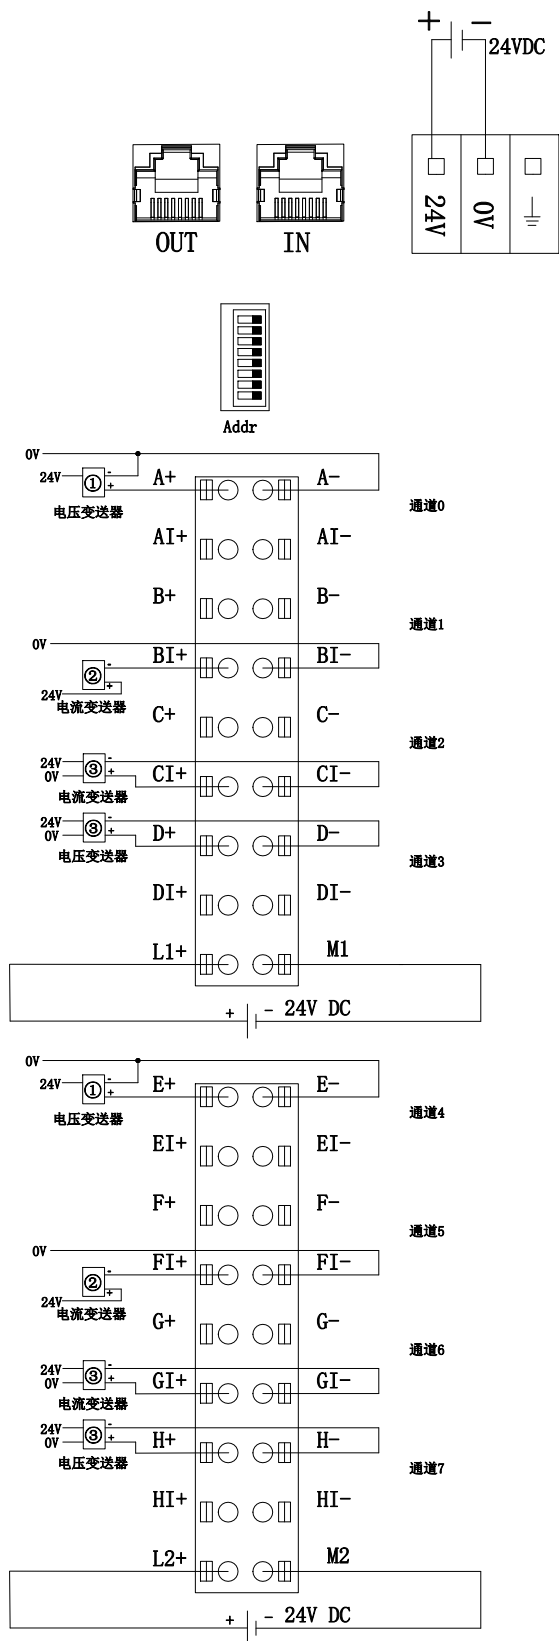 + −
24VDC
24V 0V
OUT IN
Addr
0V
24V ① - + A+ A- 通道0
电压变送器
AI+ AI-
B+ B- 通道1
0V
② - + BI+ BI-
24V
电流变送器
C+ C- 通道2
24V ③ - + CI+ CI-
0V
电流变送器
24V ③ - + D+ D- 通道3
0V
电压变送器
DI+ DI-
L1+ M1
+ - 24V DC
0V
24V ① - + E+ E- 通道4
电压变送器
EI+ EI-
F+ F- 通道5
0V
② - + FI+ FI-
24V
电流变送器
G+ G- 通道6
24V ③ - + GI+ GI-
0V
电流变送器
24V ③ - + H+ H- 通道7
0V
电压变送器
HI+ HI-
L2+ M2
+ - 24V DC